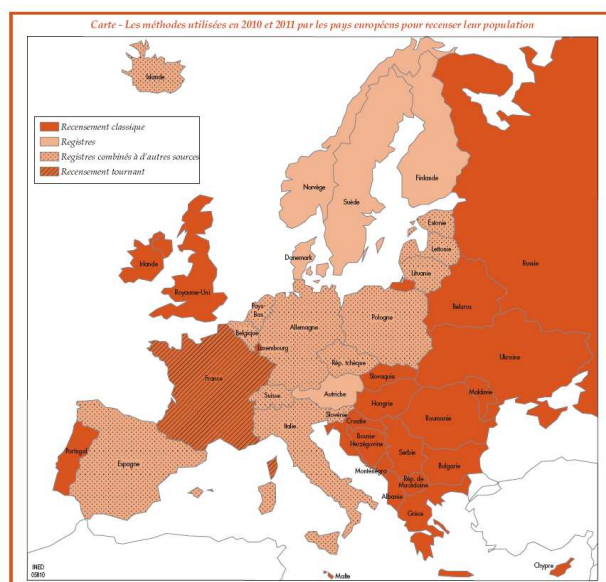 Carte - Les méthodes utilisées en 2010 et 2011 par les pays européens pour recenser leur population
Islande
Recensement classique
Registres
Registres combinés à d'autres sources
Recensement tournant
Norvège
Suède
Finlande
Estonie
Lettonie
Lituanie
Danemark
Russie
Irlande
Royaume-Uni
Pays-
Bas
Belgique
Allemagne
Pologne
Belarus
Luxembourg
Rép. tchèque
Ukraine
Slovaquie
France
Suisse
Autriche
Hongrie
Moldavie
Slovénie
Croatie
Roumanie
Italie
Bosnie-
Herzégovine
Serbie
Portugal
Espagne
Monténégro
Bulgarie
Rép. de
Macédoine
Albanie
Grèce
INED
05810
Malte
Chypre